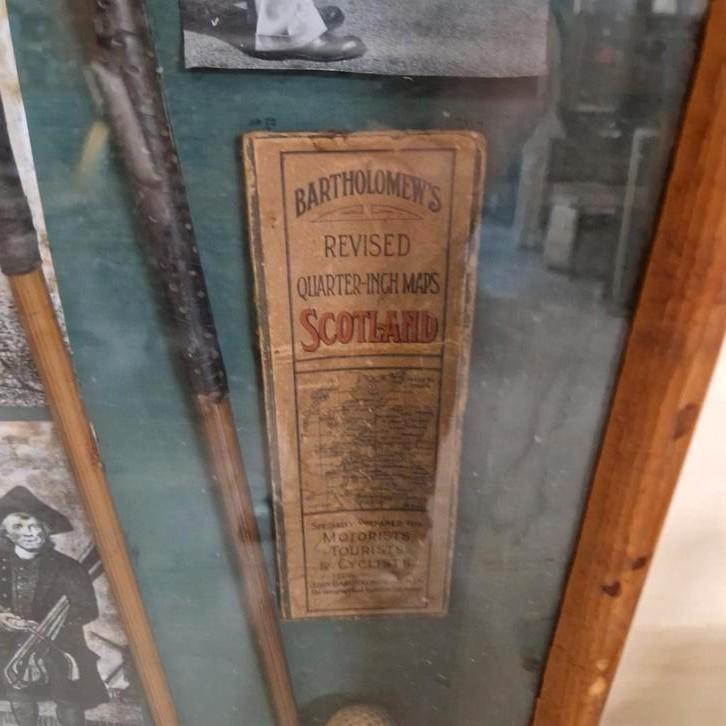 BARTHOLOMEW'S
REVISED
QUARTER-INCH MAPS
SCOTLAND
SPECIALLY PREPARED FOR
MOTORISTS
TOURISTS
& CYCLISTS